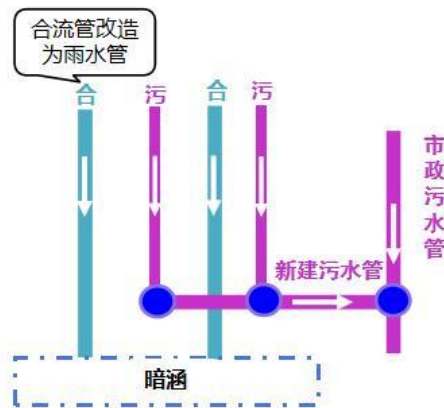 合流管改造
为雨水管
合 污 合 污
市政污水管
新建污水管
暗涵